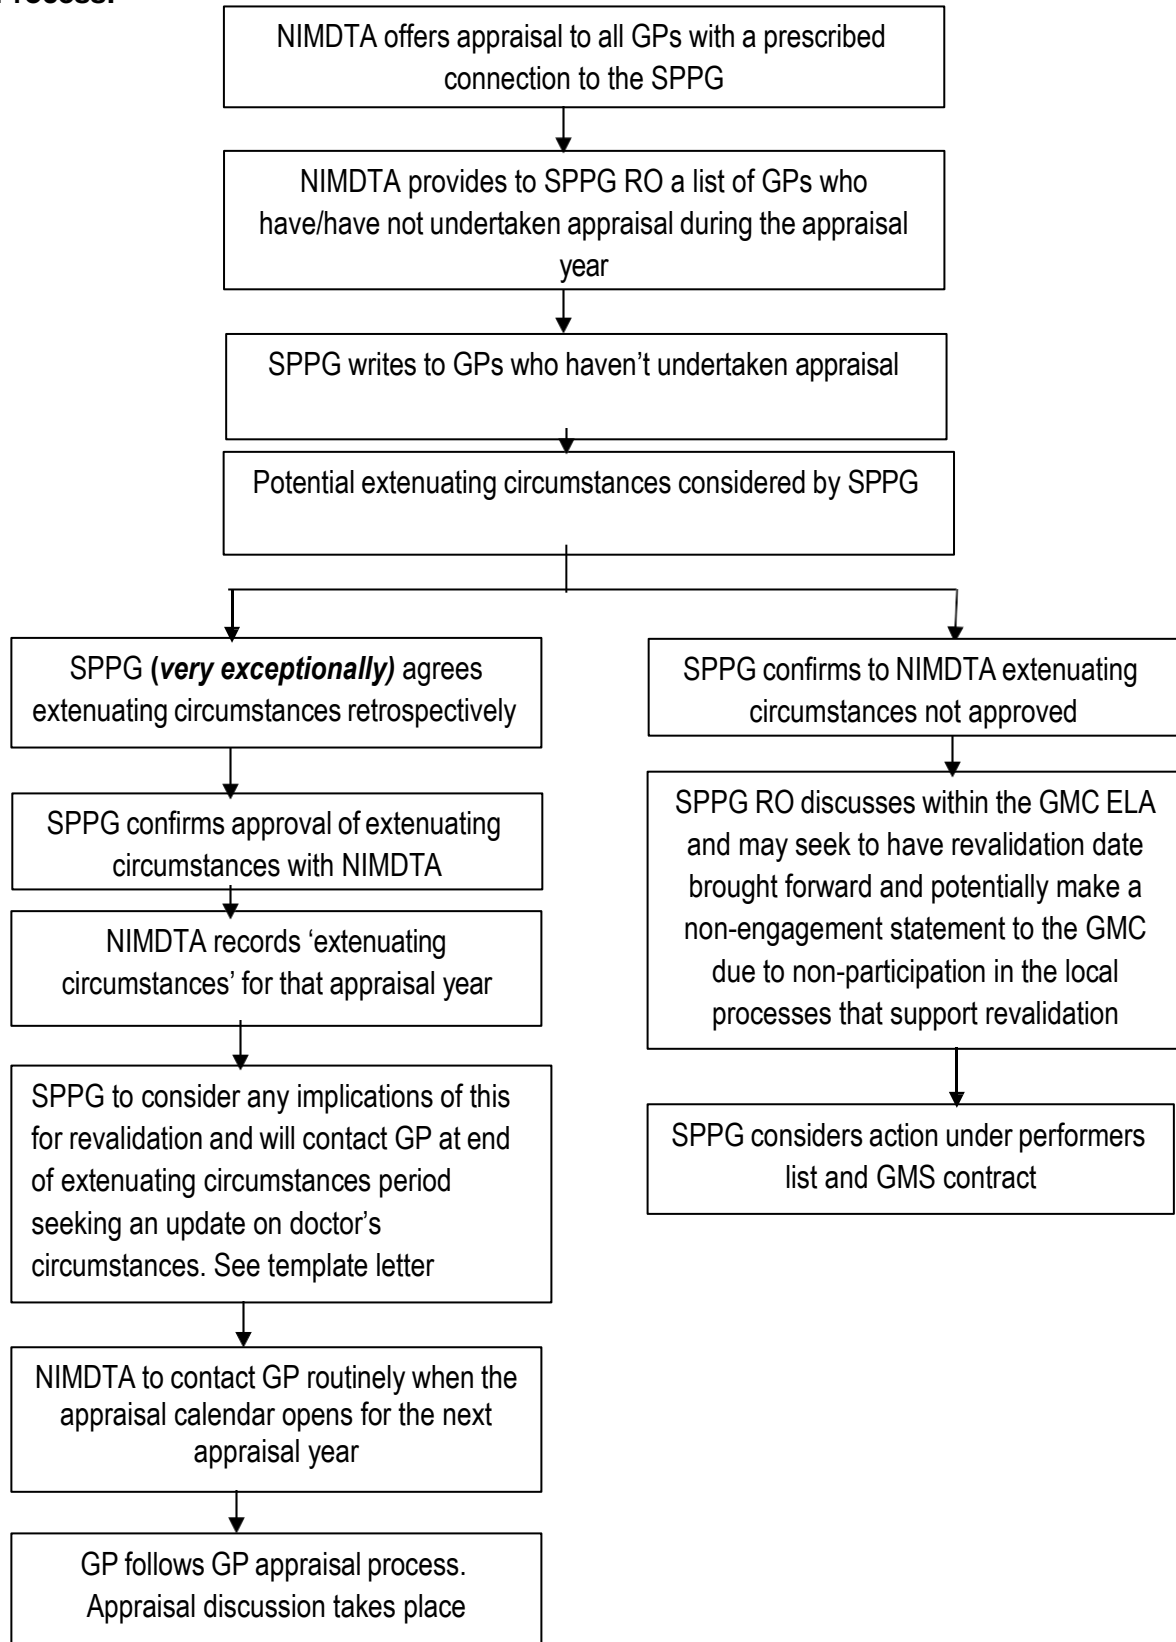 NIMDTA offers appraisal to all GPs with a prescribed
connection to the SPPG
NIMDTA provides to SPPG RO a list of GPs who
have/have not undertaken appraisal during the appraisal
year
SPPG writes to GPs who haven’t undertaken appraisal
Potential extenuating circumstances considered by SPPG
SPPG (very exceptionally) agrees
extenuating circumstances retrospectively
SPPG confirms approval of extenuating
circumstances with NIMDTA
NIMDTA records ‘extenuating
circumstances’ for that appraisal year
SPPG to consider any implications of this
for revalidation and will contact GP at end
of extenuating circumstances period
seeking an update on doctor’s
circumstances. See template letter
NIMDTA to contact GP routinely when the
appraisal calendar opens for the next
appraisal year
GP follows GP appraisal process.
Appraisal discussion takes place
SPPG confirms to NIMDTA extenuating
circumstances not approved
SPPG RO discusses within the GMC ELA
and may seek to have revalidation date
brought forward and potentially make a
non-engagement statement to the GMC
due to non-participation in the local
processes that support revalidation
SPPG considers action under performers
list and GMS contract